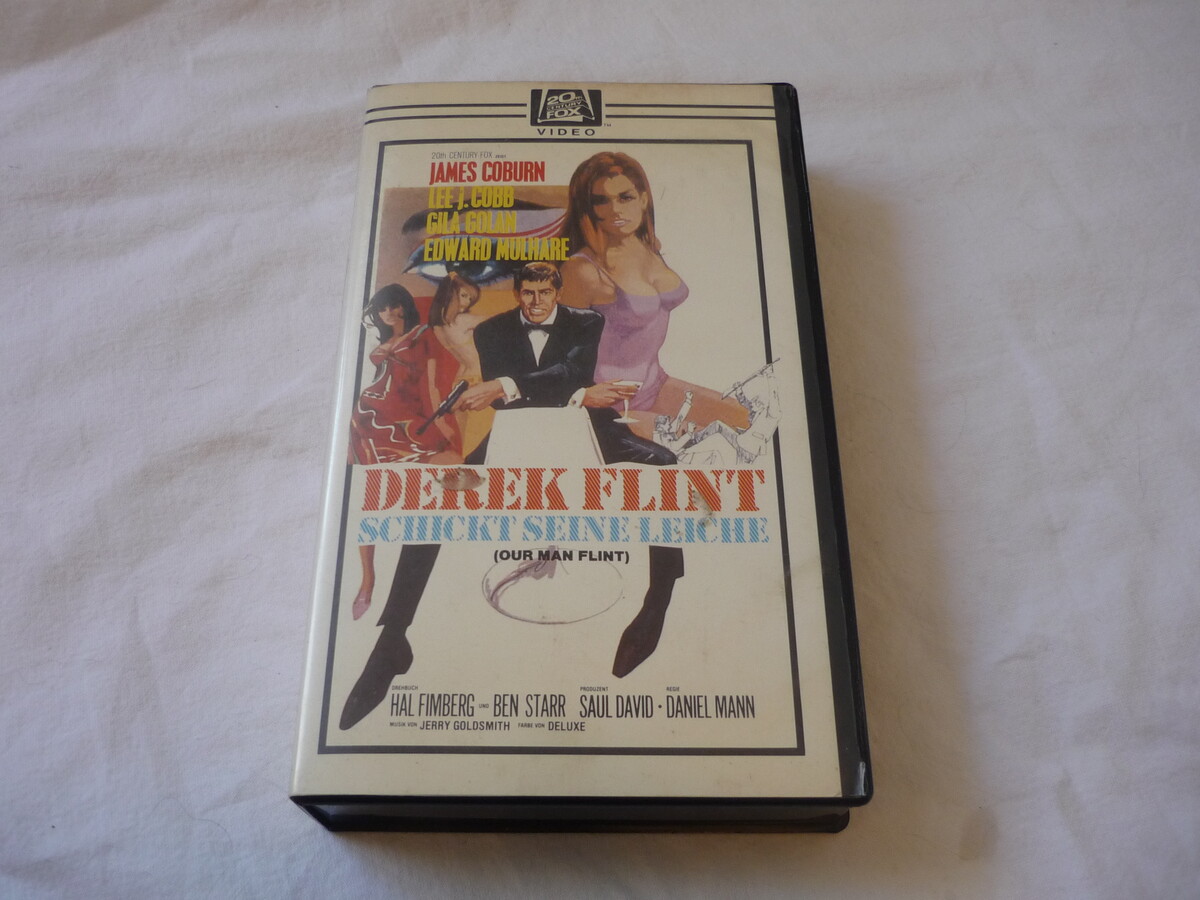 20th CENTURY FOX
VIDEO
TM
20th CENTURY FOX
JAMES COBURN
LEE J. COBB
GILA GOLAN
EDWARD MULHARE
DEREK FLINT
SCHICKT SEINE LEICHE
(OUR MAN FLINT)
DREHBUCH PRODUZENT REGIE
HAL FIMBERG UND BEN STARR SAUL DAVID · DANIEL MANN
MUSIK VON JERRY GOLDSMITH FARBE VON DELUXE